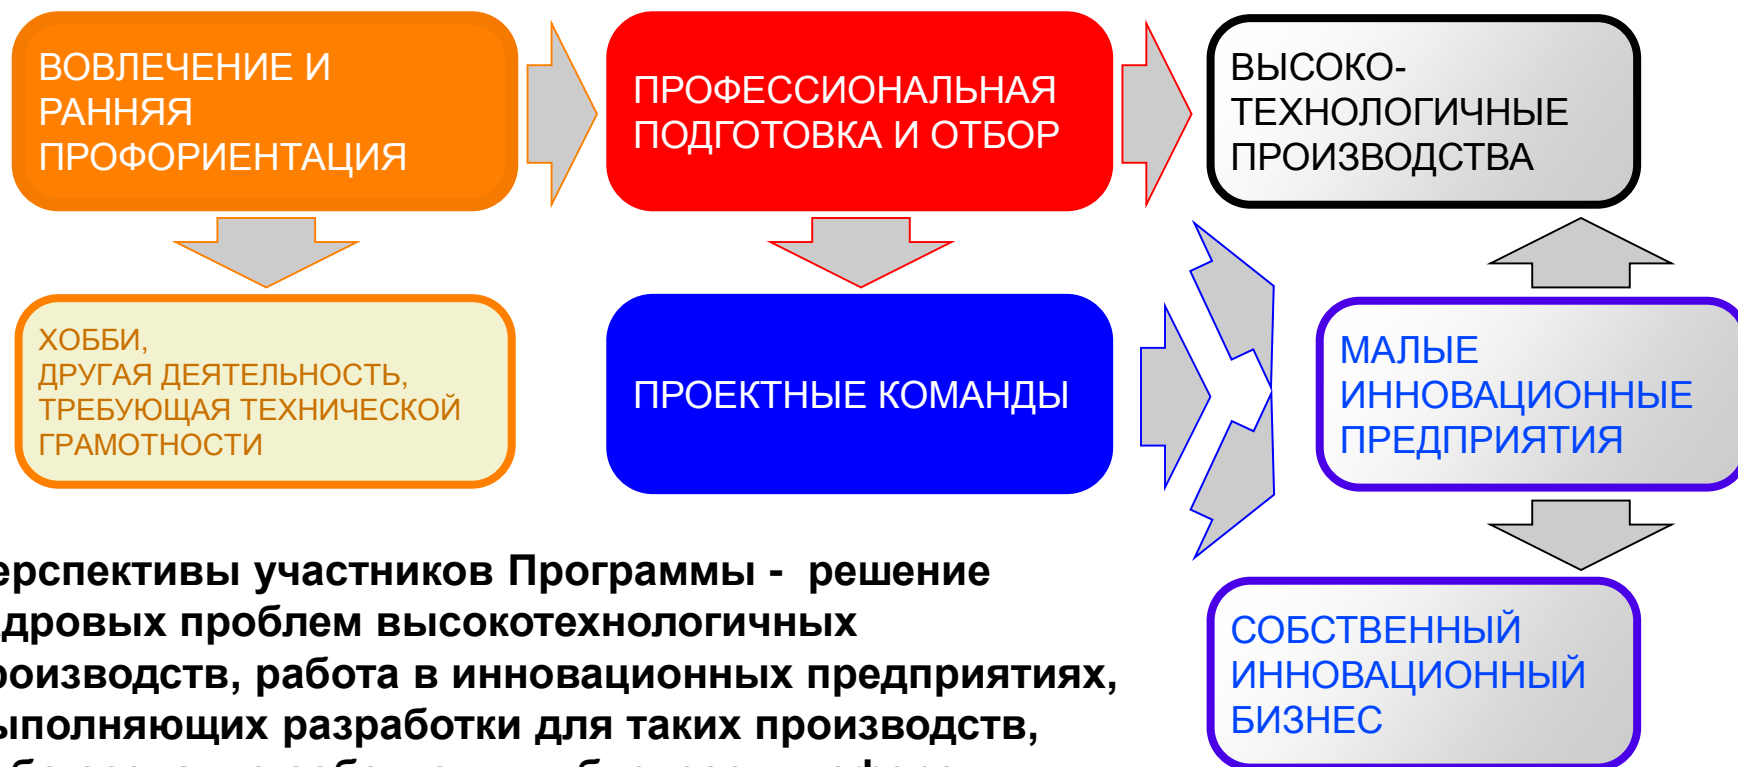 ВОВЛЕЧЕНИЕ И
РАННЯЯ
ПРОФОРИЕНТАЦИЯ
ПРОФЕССИОНАЛЬНАЯ
ПОДГОТОВКА И ОТБОР
ВЫСОКО-
ТЕХНОЛОГИЧНЫЕ
ПРОИЗВОДСТВА
ХОББИ,
ДРУГАЯ ДЕЯТЕЛЬНОСТЬ,
ТРЕБУЮЩАЯ ТЕХНИЧЕСКОЙ
ГРАМОТНОСТИ
ПРОЕКТНЫЕ КОМАНДЫ
МАЛЫЕ
ИННОВАЦИОННЫЕ
ПРЕДПРИЯТИЯ
СОБСТВЕННЫЙ
ИННОВАЦИОННЫЙ
БИЗНЕС
ерспективы участников Программы - решение
дровых проблем высокотехнологичных
роизводств, работа в инновационных предприятиях,
ыполняющих разработки для таких производств,